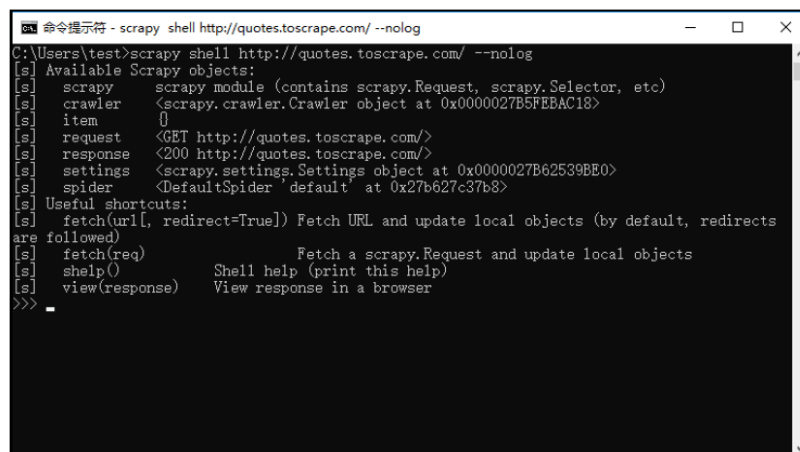 命令提示符 - scrapy  shell http://quotes.toscrape.com/ --nolog
C:\Users\test>scrapy shell http://quotes.toscrape.com/ --nolog
[s] Available Scrapy objects:
[s]   scrapy     scrapy module (contains scrapy.Request, scrapy.Selector, etc)
[s]   crawler    <scrapy.crawler.Crawler object at 0x0000027B5FEBAC18>
[s]   item       {}
[s]   request    <GET http://quotes.toscrape.com/>
[s]   response   <200 http://quotes.toscrape.com/>
[s]   settings   <scrapy.settings.Settings object at 0x0000027B62539BE0>
[s]   spider     <DefaultSpider 'default' at 0x27b627c37b8>
[s] Useful shortcuts:
[s]   fetch(url[, redirect=True]) Fetch URL and update local objects (by default, redirects
are followed)
[s]   fetch(req)                  Fetch a scrapy.Request and update local objects
[s]   shelp()           Shell help (print this help)
[s]   view(response)    View response in a browser
>>>